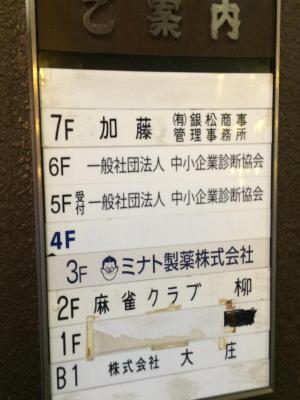 ご案内
7F 加藤 ㈲銀松商事 管理事務所
6F 一般社団法人 中小企業診断協会
5F 受付 一般社団法人 中小企業診断協会
4F
3F ミナト製薬株式会社
2F 麻雀クラブ 柳
1F
B1 株式会社 大庄